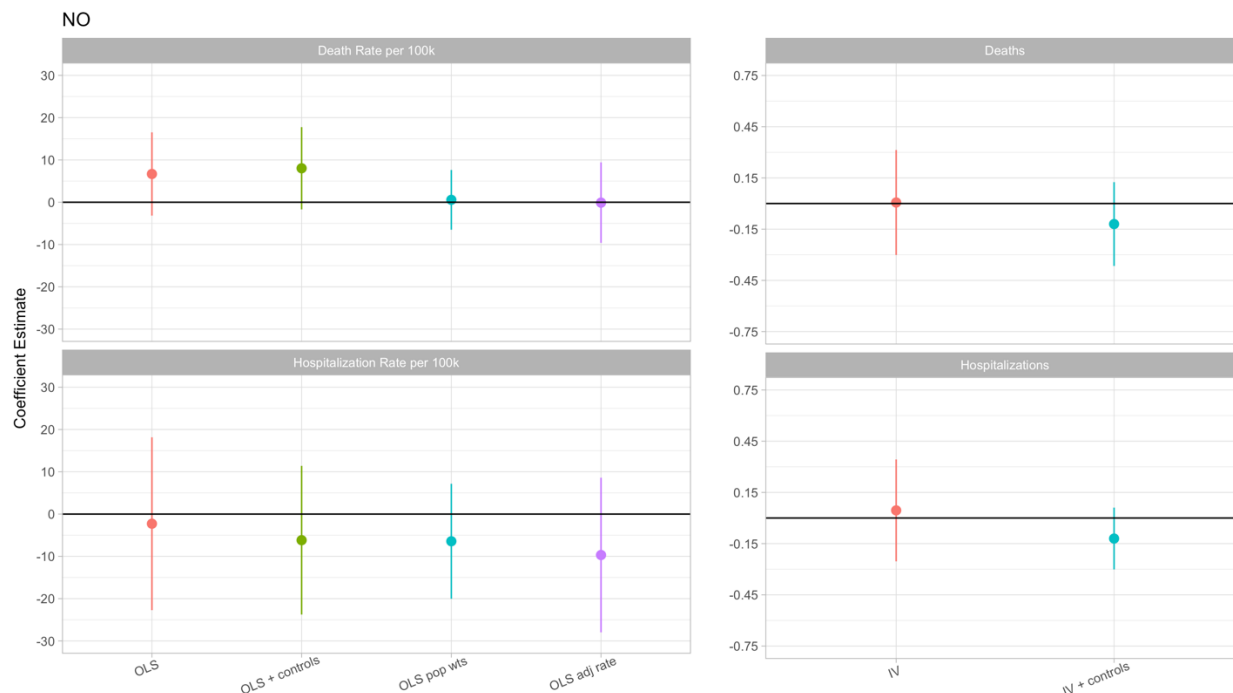 NO
Coefficient Estimate
Death Rate per 100k
30
20
10
0
-10
-20
-30
Hospitalization Rate per 100k
30
20
10
0
-10
-20
-30
OLS
OLS + controls
OLS pop wts
OLS adj rate
Deaths
0.75
0.45
0.15
-0.15
-0.45
-0.75
Hospitalizations
0.75
0.45
0.15
-0.15
-0.45
-0.75
IV
IV + controls